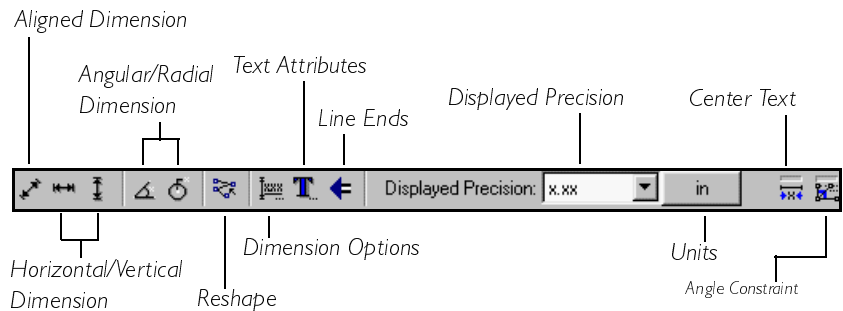 Aligned Dimension
Angular/Radial
Dimension
Text Attributes
Line Ends
Displayed Precision
Center Text
Displayed Precision: x.xx in
Horizontal/Vertical
Dimension
Reshape
Dimension Options
Units
Angle Constraint